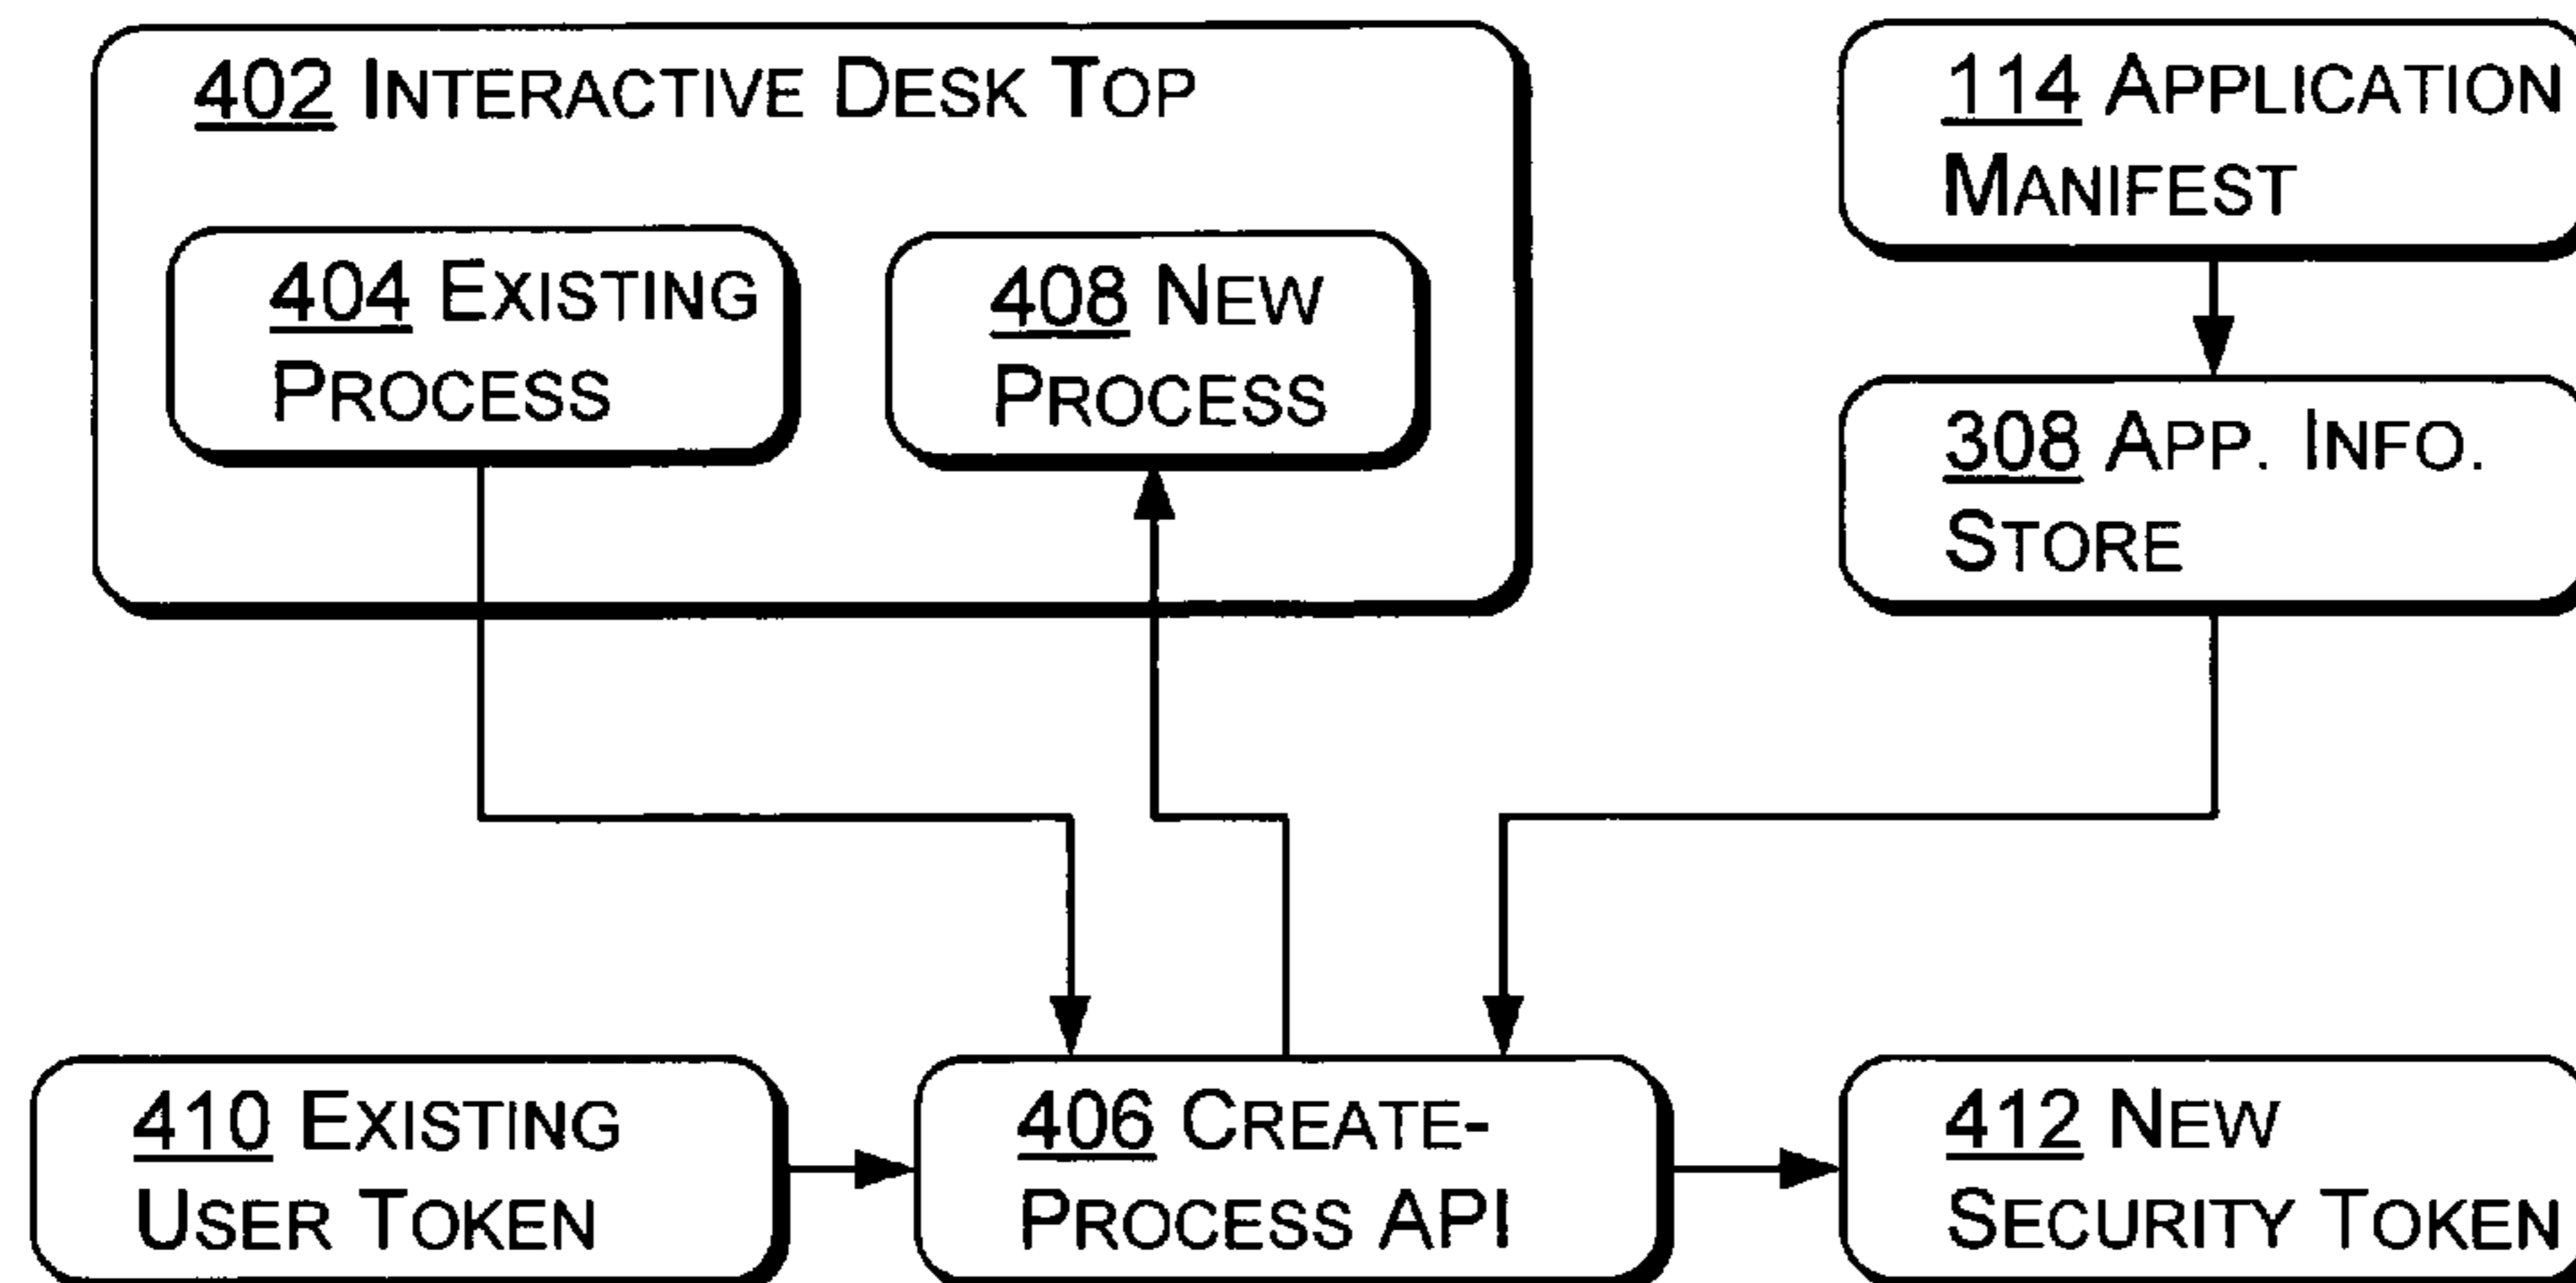 402 INTERACTIVE DESK TOP
404 EXISTING
PROCESS
408 NEW
PROCESS
114 APPLICATION
MANIFEST
308 APP. INFO.
STORE
410 EXISTING
USER TOKEN
406 CREATE-
PROCESS API
412 NEW
SECURITY TOKEN